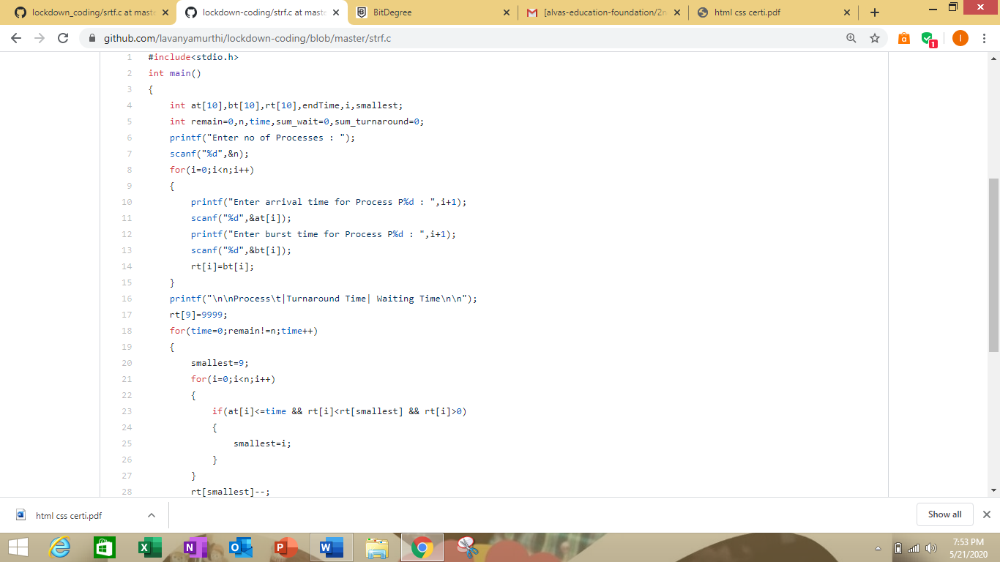 lockdown_coding/srtf.c at maste
lockdown-coding/strf.c at maste
BitDegree
[alvas-education-foundation/2n
html css certi.pdf
github.com/lavanyamurthi/lockdown-coding/blob/master/strf.c
1
I
1 #include<stdio.h>
2 int main()
3 {
4 int at[10],bt[10],rt[10],endTime,i,smallest;
5 int remain=0,n,time,sum_wait=0,sum_turnaround=0;
6 printf("Enter no of Processes : ");
7 scanf("%d",&n);
8 for(i=0;i<n;i++)
9 {
10 printf("Enter arrival time for Process P%d : ",i+1);
11 scanf("%d",&at[i]);
12 printf("Enter burst time for Process P%d : ",i+1);
13 scanf("%d",&bt[i]);
14 rt[i]=bt[i];
15 }
16 printf("\n\nProcess\t|Turnaround Time| Waiting Time\n\n");
17 rt[9]=9999;
18 for(time=0;remain!=n;time++)
19 {
20 smallest=9;
21 for(i=0;i<n;i++)
22 {
23 if(at[i]<=time && rt[i]<rt[smallest] && rt[i]>0)
24 {
25 smallest=i;
26 }
27 }
28 rt[smallest]--;
html css certi.pdf
Show all
7:53 PM
5/21/2020